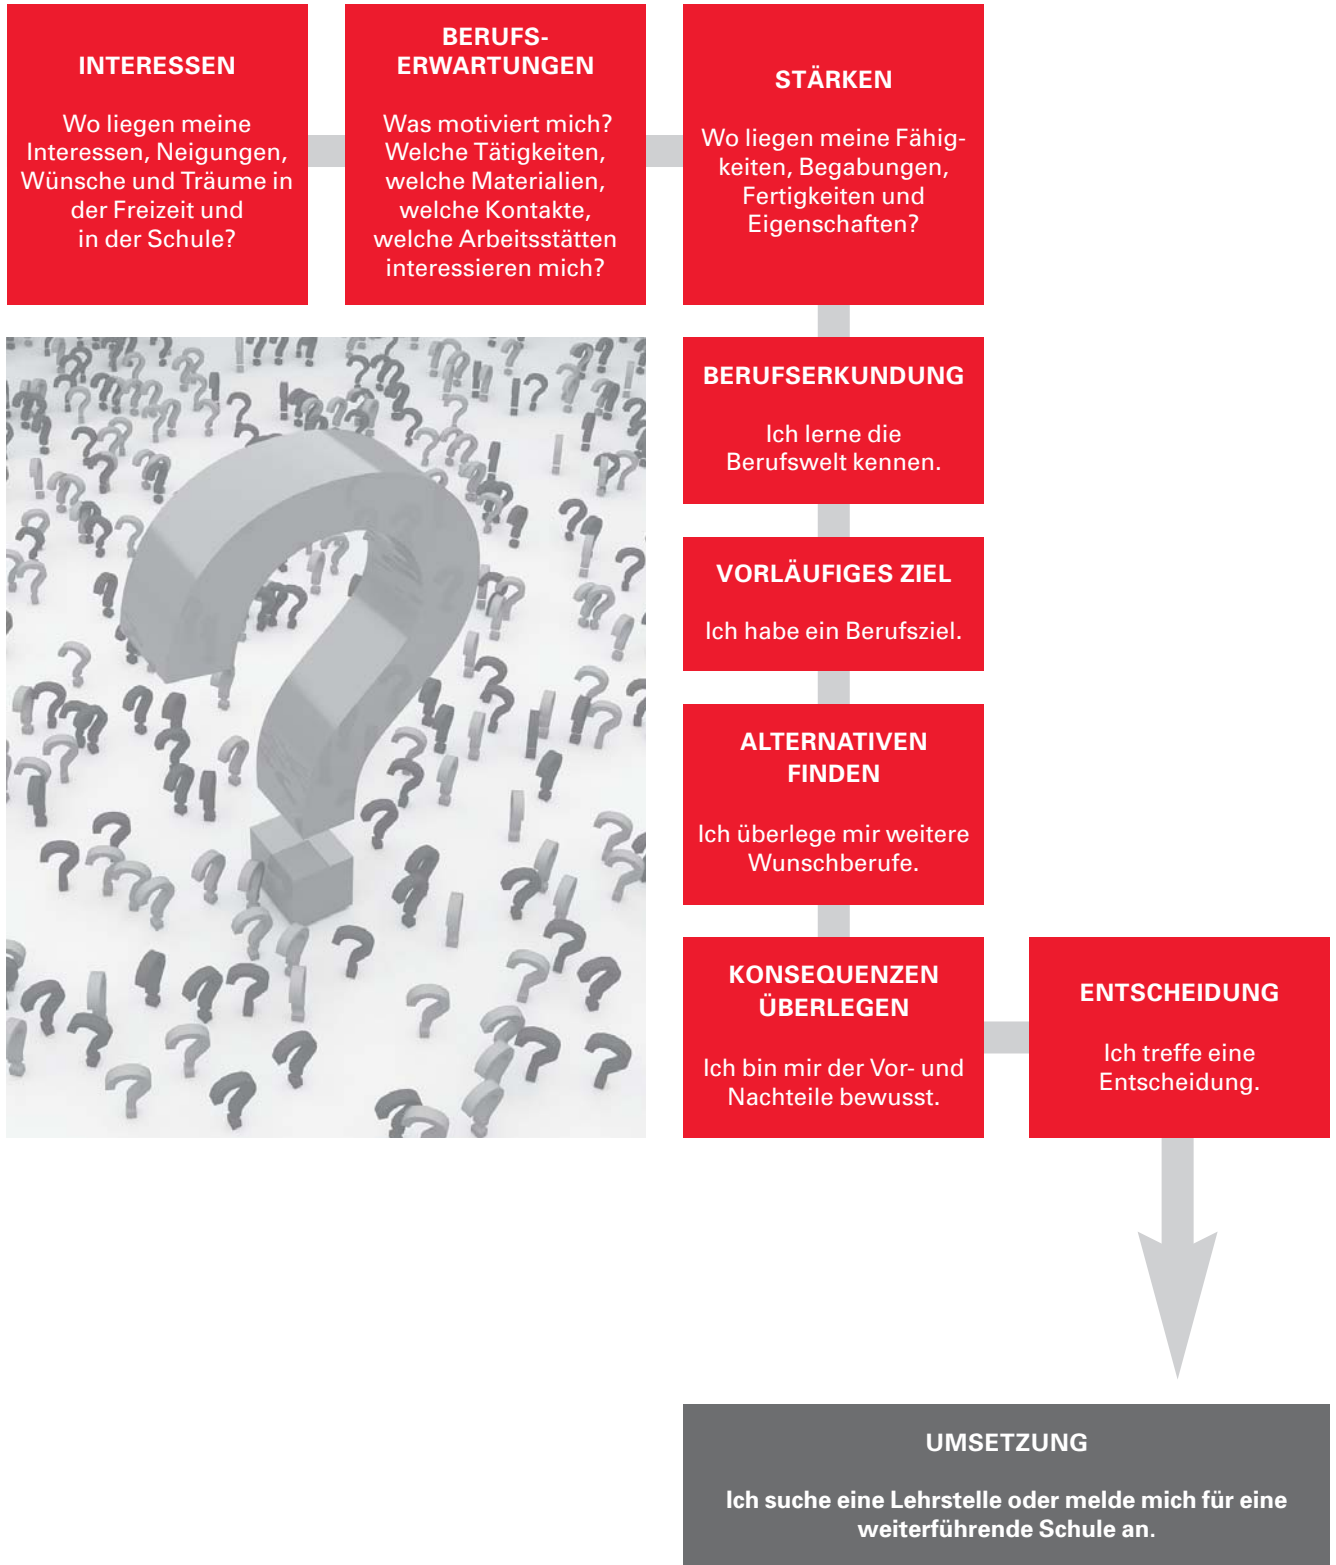 INTERESSEN
Wo liegen meine
Interessen, Neigungen,
Wünsche und Träume in
der Freizeit und
in der Schule?
BERUFS-
ERWARTUNGEN
Was motiviert mich?
Welche Tätigkeiten,
welche Materialien,
welche Kontakte,
welche Arbeitsstätten
interessieren mich?
STÄRKEN
Wo liegen meine Fähig-
keiten, Begabungen,
Fertigkeiten und
Eigenschaften?
BERUFSERKUNDUNG
Ich lerne die
Berufswelt kennen.
VORLÄUFIGES ZIEL
Ich habe ein Berufsziel.
ALTERNATIVEN
FINDEN
Ich überlege mir weitere
Wunschberufe.
KONSEQUENZEN
ÜBERLEGEN
Ich bin mir der Vor- und
Nachteile bewusst.
ENTSCHEIDUNG
Ich treffe eine
Entscheidung.
UMSETZUNG
Ich suche eine Lehrstelle oder melde mich für eine
weiterführende Schule an.